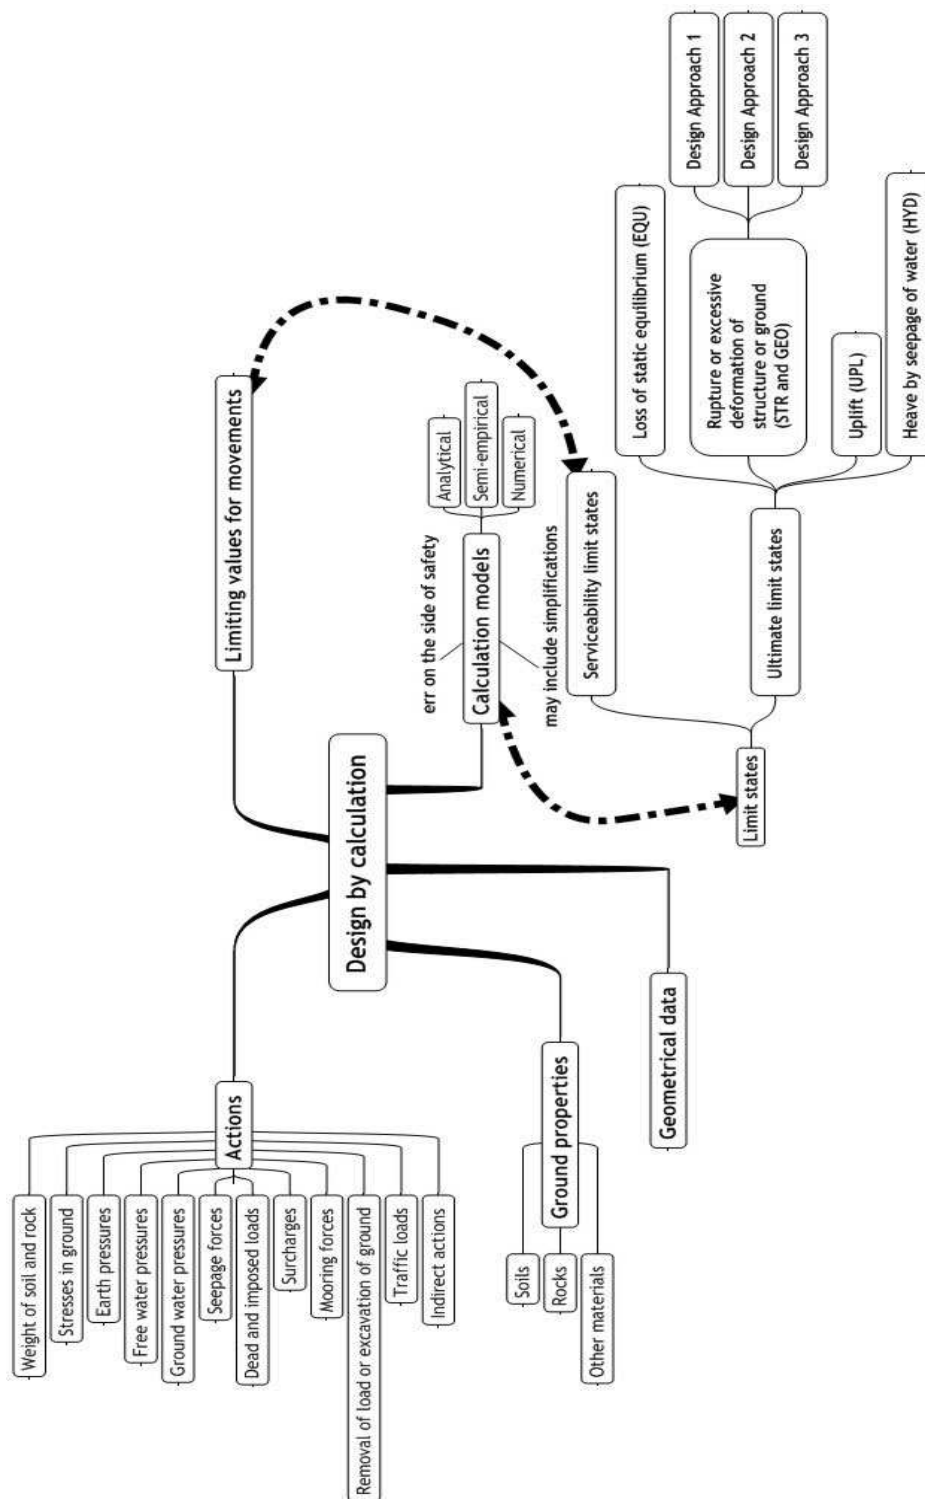 Weight of soil and rock
Stresses in ground
Earth pressures
Free water pressures
Ground water pressures
Seepage forces
Dead and imposed loads
Surcharges
Mooring forces
Removal of load or excavation of ground
Traffic loads
Indirect actions
Actions
Soils
Rocks
Other materials
Ground properties
Geometrical data
Design by calculation
Limiting values for movements
err on the side of safety
Calculation models
may include simplifications
Analytical
Semi-empirical
Numerical
Limit states
Serviceability limit states
Ultimate limit states
Loss of static equilibrium (EQU)
Rupture or excessive
deformation of
structure or ground
(STR and GEO)
Uplift (UPL)
Heave by seepage of water (HYD)
Design Approach 1
Design Approach 2
Design Approach 3